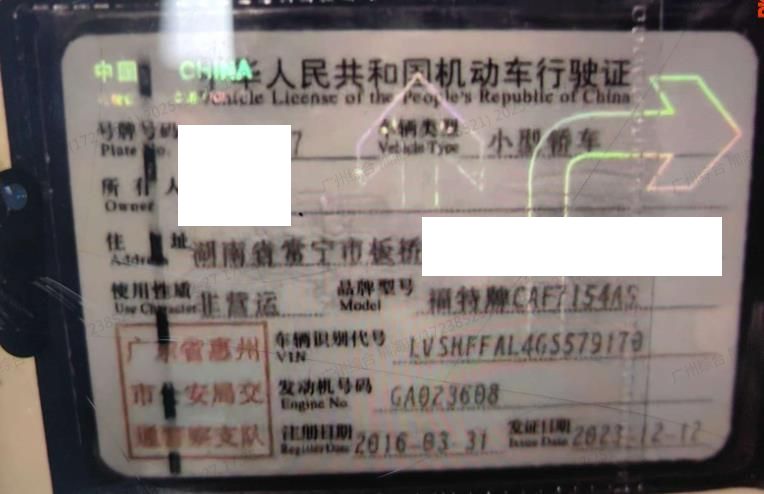 中国 CHINA
华人民共和国机动车行驶证
Vehicle License of the People's Republic of China
号牌号码 7 车辆类型 小型轿车
Plate No. Vehicle Type
所有人
Owner
住址 湖南省常宁市板桥
Address
使用性质 非营运 品牌型号 福特牌CAF7154A5
Use Character Model
广东省惠州
市公安局交
通警察支队
车辆识别代号 LVSHFFAL4GS579170
VIN
发动机号码 GA023608
Engine No.
注册日期 2016-03-31 发证日期 2023-12-12
Register Date Issue Date